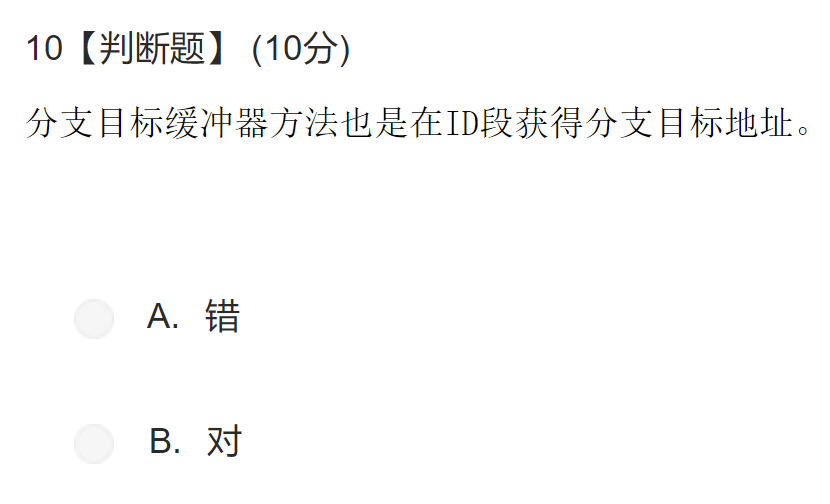 10【判断题】 (10分)
分支目标缓冲器方法也是在ID段获得分支目标地址。
A. 错
B. 对